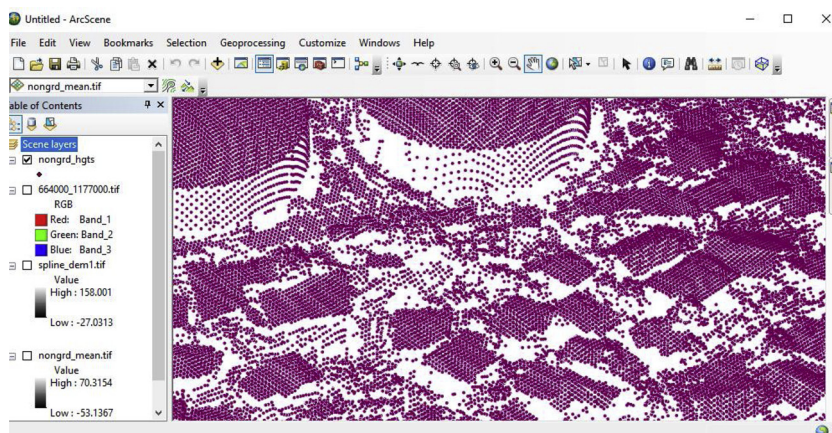 Untitled - ArcScene
File Edit View Bookmarks Selection Geoprocessing Customize Windows Help
nongrd_mean.tif
able of Contents
Scene layers
nongrd_hgts
664000_1177000.tif
RGB
Red: Band_1
Green: Band_2
Blue: Band_3
spline_dem1.tif
Value
High : 158.001
Low : -27.0313
nongrd_mean.tif
Value
High : 70.3154
Low : -53.1367